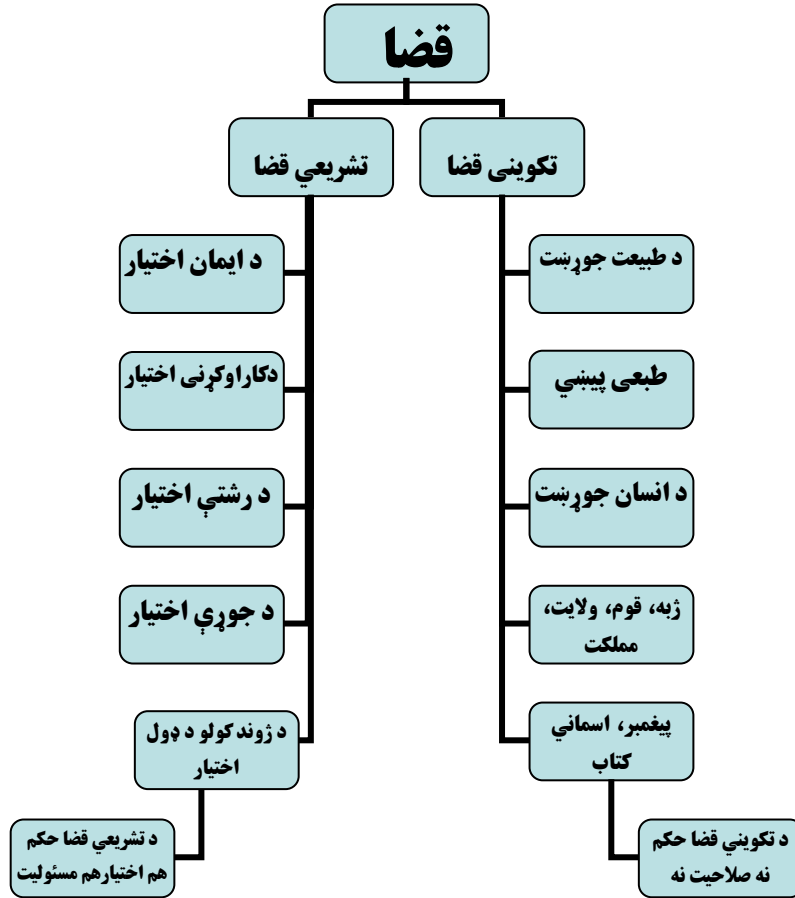 قضا
تکوینی قضا
تشریعي قضا
د طبیعت جوړښت
د ایمان اختیار
طبعی پیښي
دکاراوکړنی اختیار
د انسان جوړښت
د رشتې اختیار
ژبه، قوم، ولایت،
مملکت
د جوړې اختیار
پیغمبر، اسماني
کتاب
د ژوند کولو د ډول
اختیار
د تکویني قضا حکم
نه صلاحیت نه
د تشریعي قضا حکم
هم اختیارهم مسئولیت